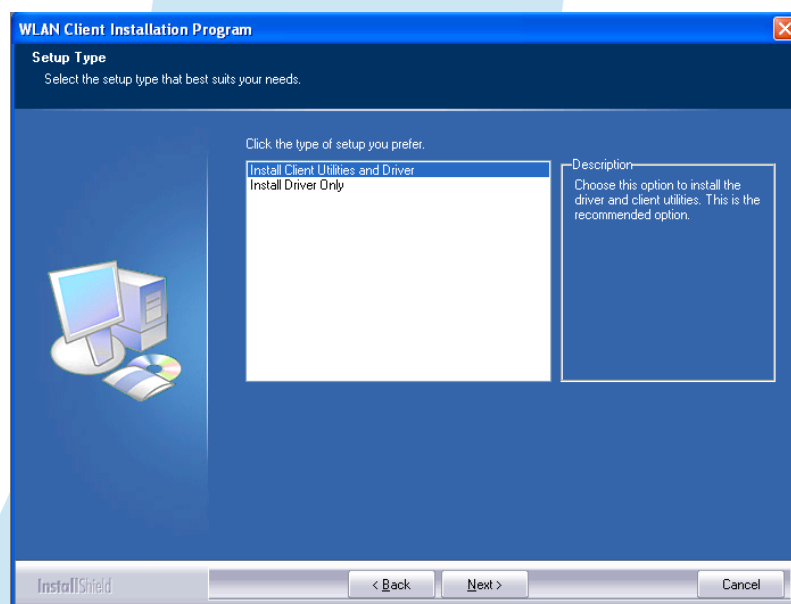 WLAN Client Installation Program
Setup Type
Select the setup type that best suits your needs.
Click the type of setup you prefer.
Install Client Utilities and Driver
Install Driver Only
Description
Choose this option to install the
driver and client utilities. This is the
recommended option.
InstallShield
< Back
Next >
Cancel